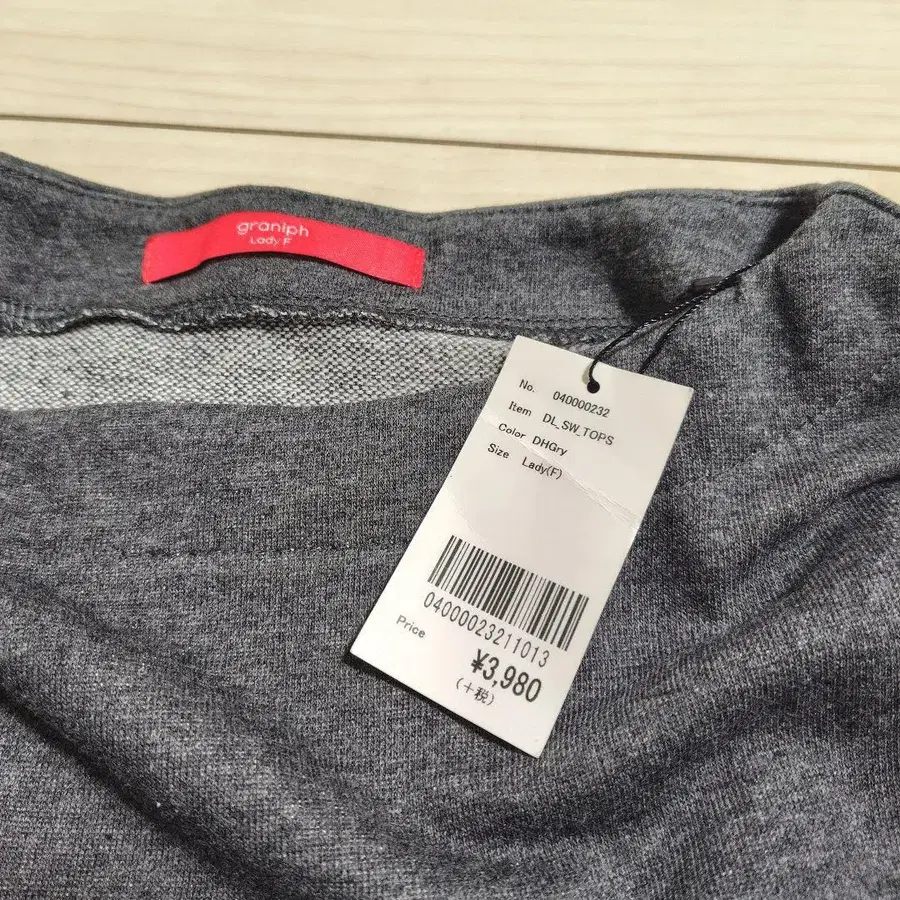 graniph
Lady F
No. 040000232
Item DL_SW_TOPS
Color DHGry
Size Lady(F)
04000023211013
Price ¥3,980
(+税)